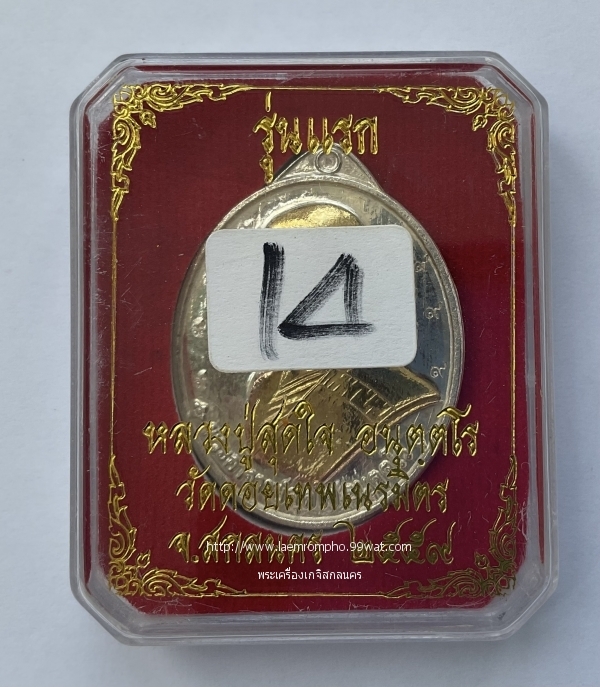 รุ่นแรก
๙
๙
๙
หลวงปู่สุดใจ อนุตฺตโร
วัดดอยเทพเนรมิตร
จ.สกลนคร ๒๕๕๙
http://www.laemrompho.99wat.com
พระเครื่องเกจิสกลนคร